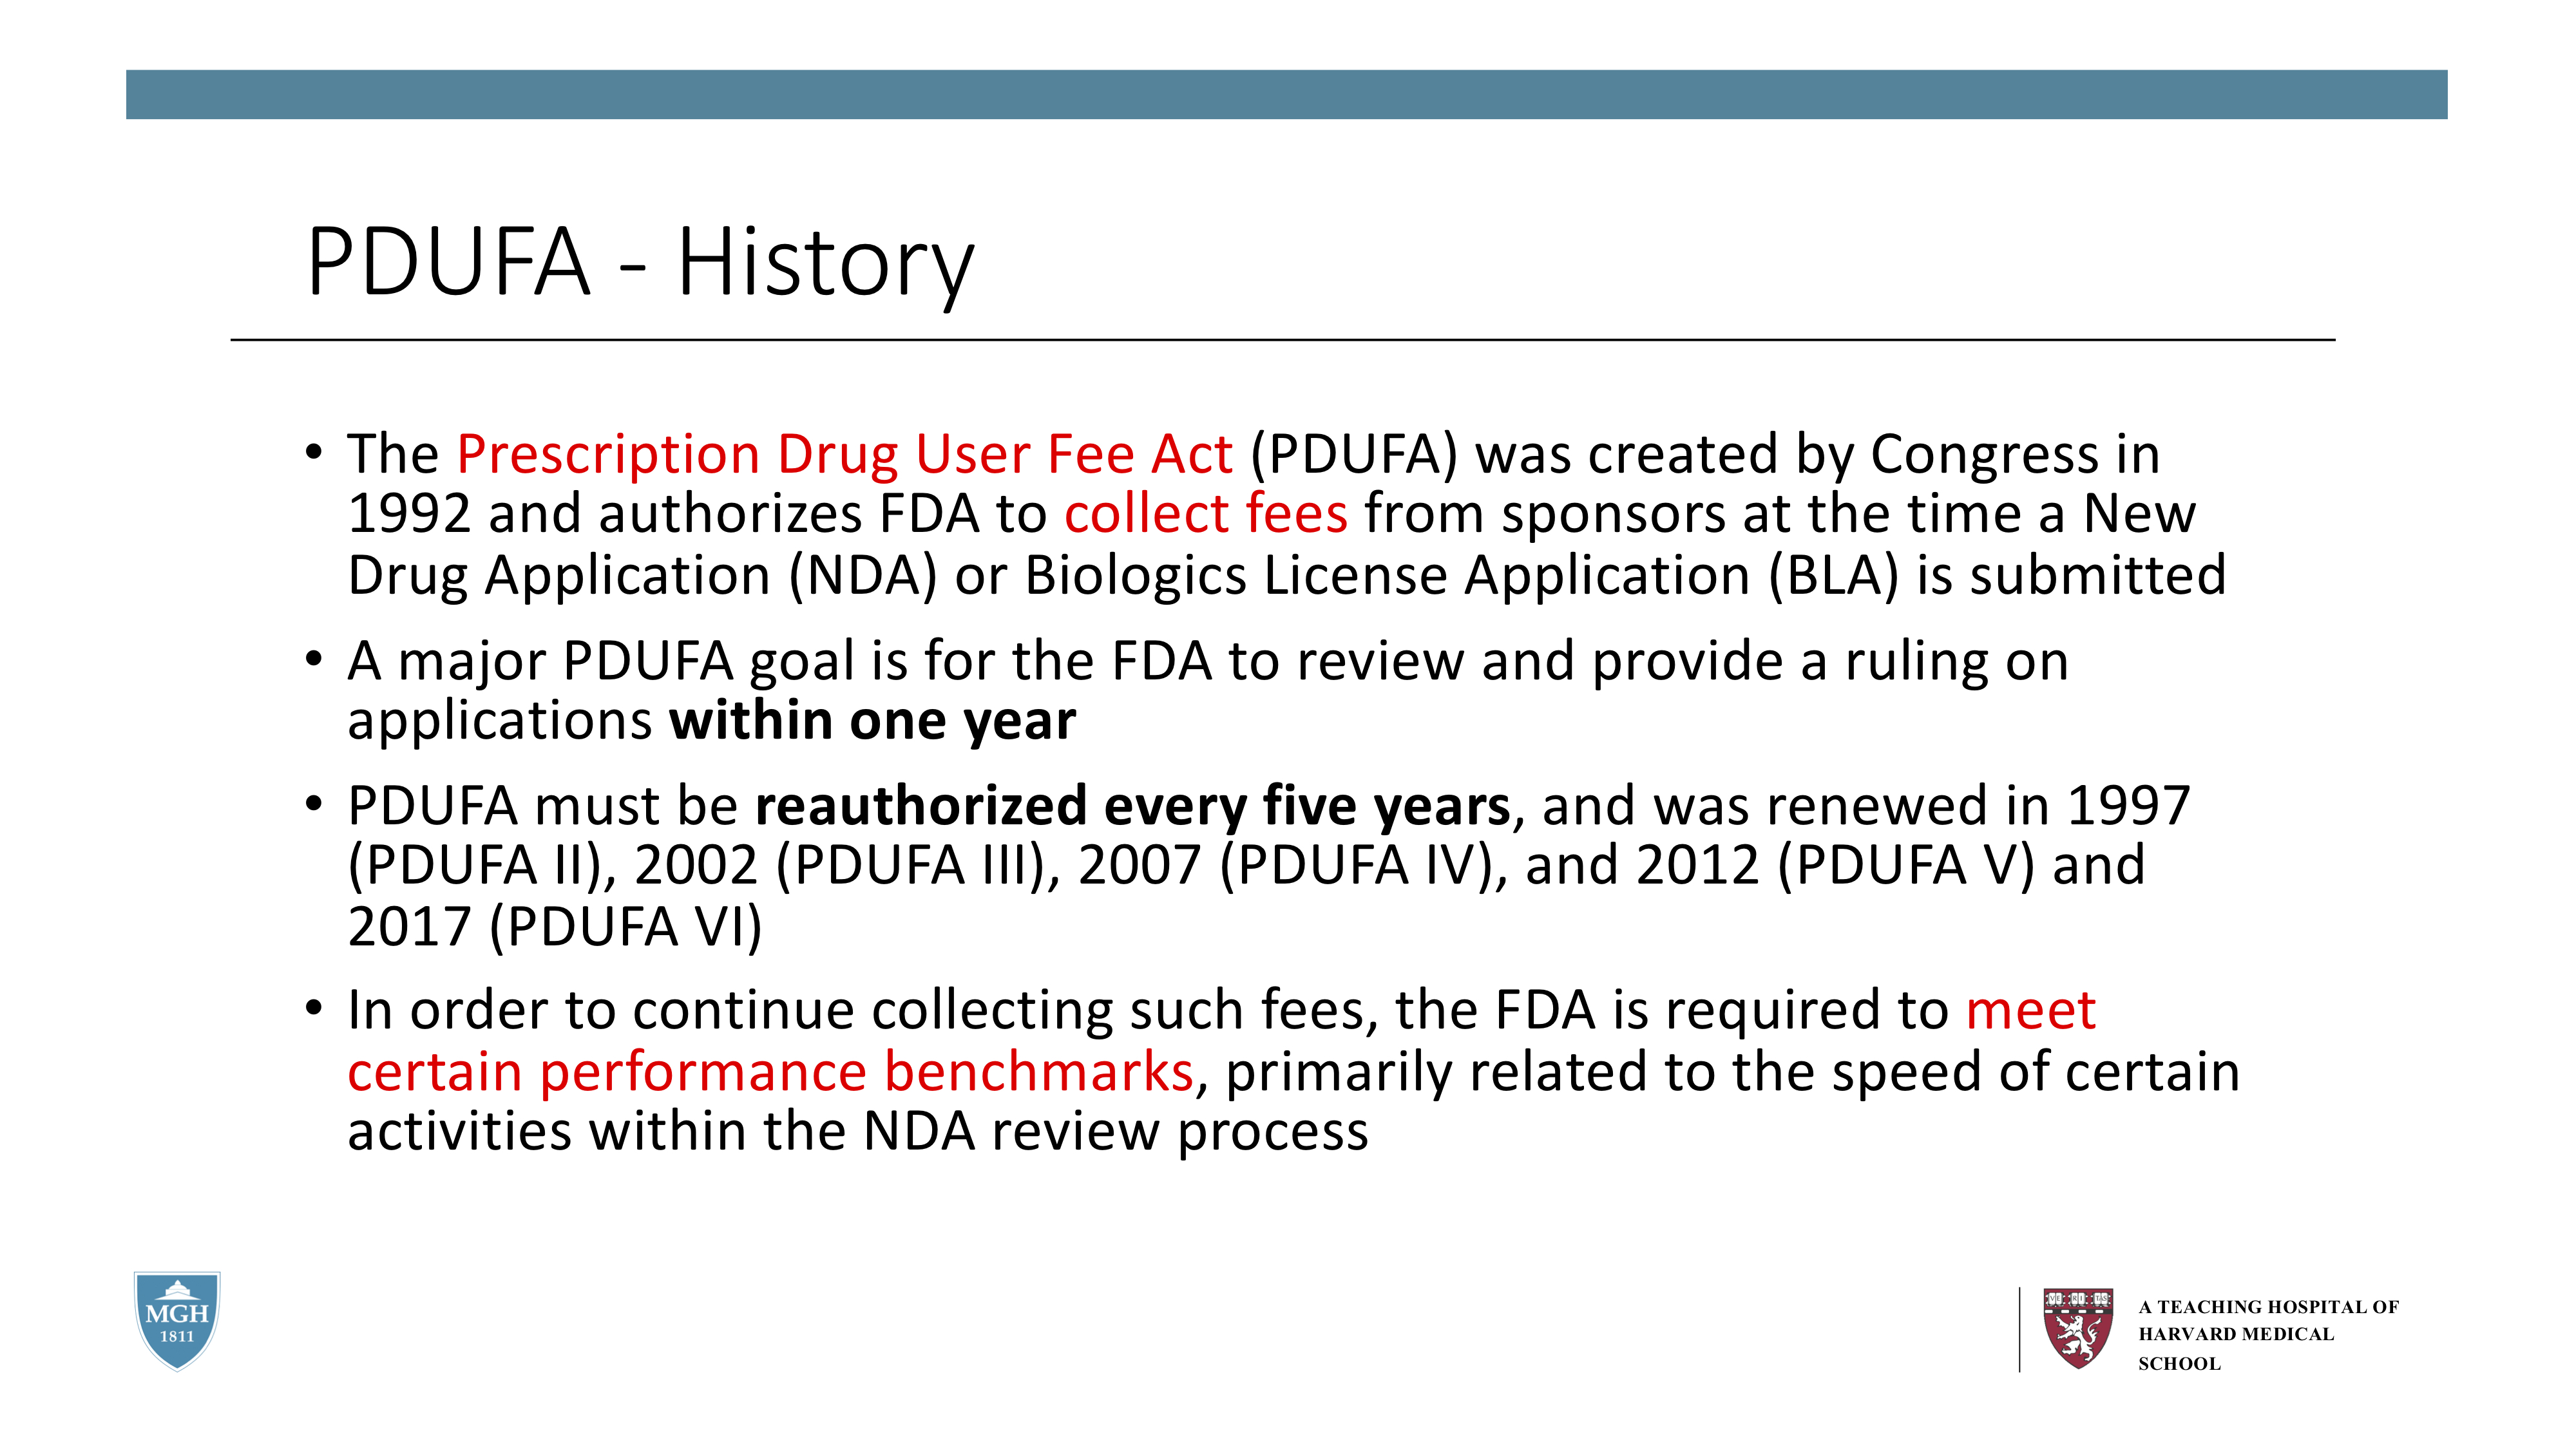 PDUFA - History
• The Prescription Drug User Fee Act (PDUFA) was created by Congress in
1992 and authorizes FDA to collect fees from sponsors at the time a New
Drug Application (NDA) or Biologics License Application (BLA) is submitted
• A major PDUFA goal is for the FDA to review and provide a ruling on
applications within one year
• PDUFA must be reauthorized every five years, and was renewed in 1997
(PDUFA II), 2002 (PDUFA III), 2007 (PDUFA IV), and 2012 (PDUFA V) and
2017 (PDUFA VI)
• In order to continue collecting such fees, the FDA is required to meet
certain performance benchmarks, primarily related to the speed of certain
activities within the NDA review process
MGH
1811
VE RI TAS
A TEACHING HOSPITAL OF
HARVARD MEDICAL
SCHOOL